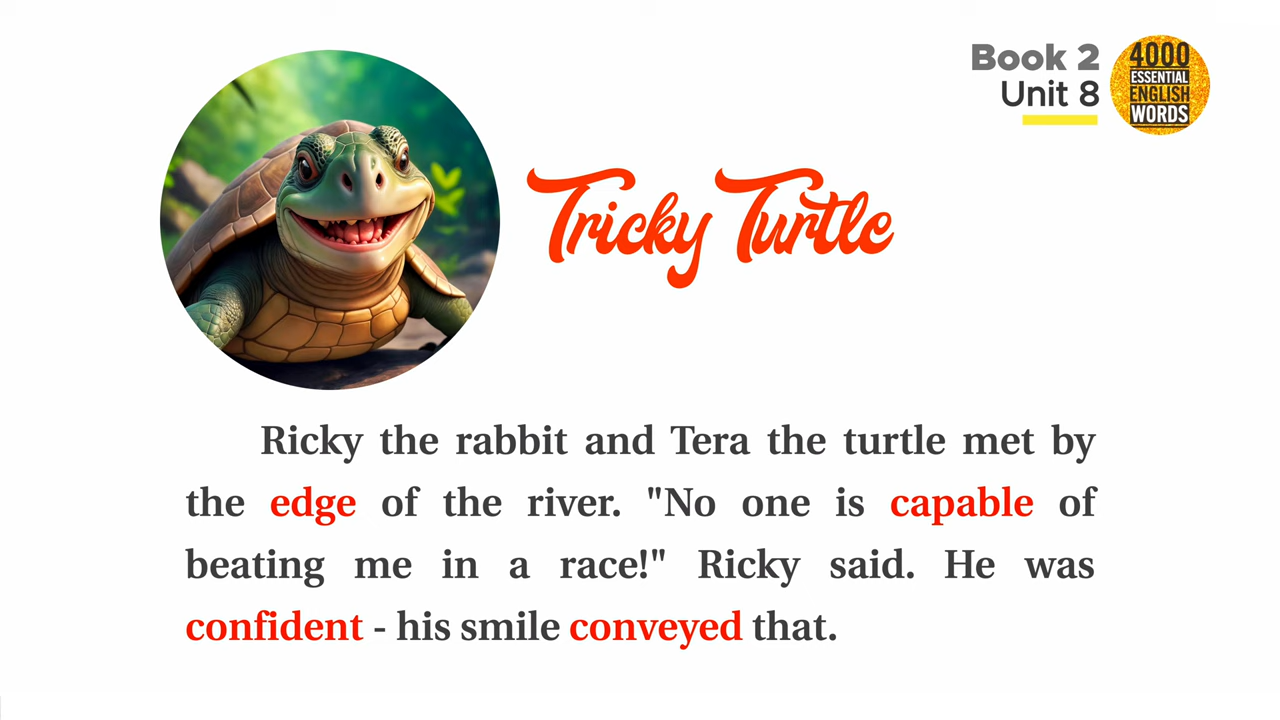 Book 2
Unit 8
4000
ESSENTIAL
ENGLISH
WORDS
Tricky Turtle
Ricky the rabbit and Tera the turtle met by
the edge of the river. "No one is capable of
beating me in a race!" Ricky said. He was
confident - his smile conveyed that.